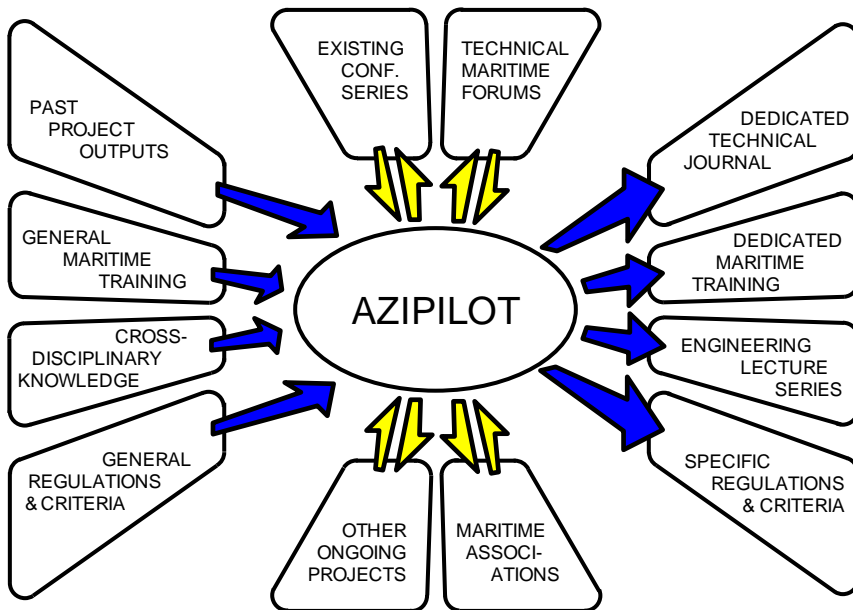 EXISTING
CONF.
SERIES
TECHNICAL
MARITIME
FORUMS
PAST
PROJECT
OUTPUTS
DEDICATED
TECHNICAL
JOURNAL
GENERAL
MARITIME
TRAINING
DEDICATED
MARITIME
TRAINING
AZIPILOT
CROSS-
DISCIPLINARY
KNOWLEDGE
ENGINEERING
LECTURE
SERIES
GENERAL
REGULATIONS
& CRITERIA
SPECIFIC
REGULATIONS
& CRITERIA
OTHER
ONGOING
PROJECTS
MARITIME
ASSOCI-
ATIONS